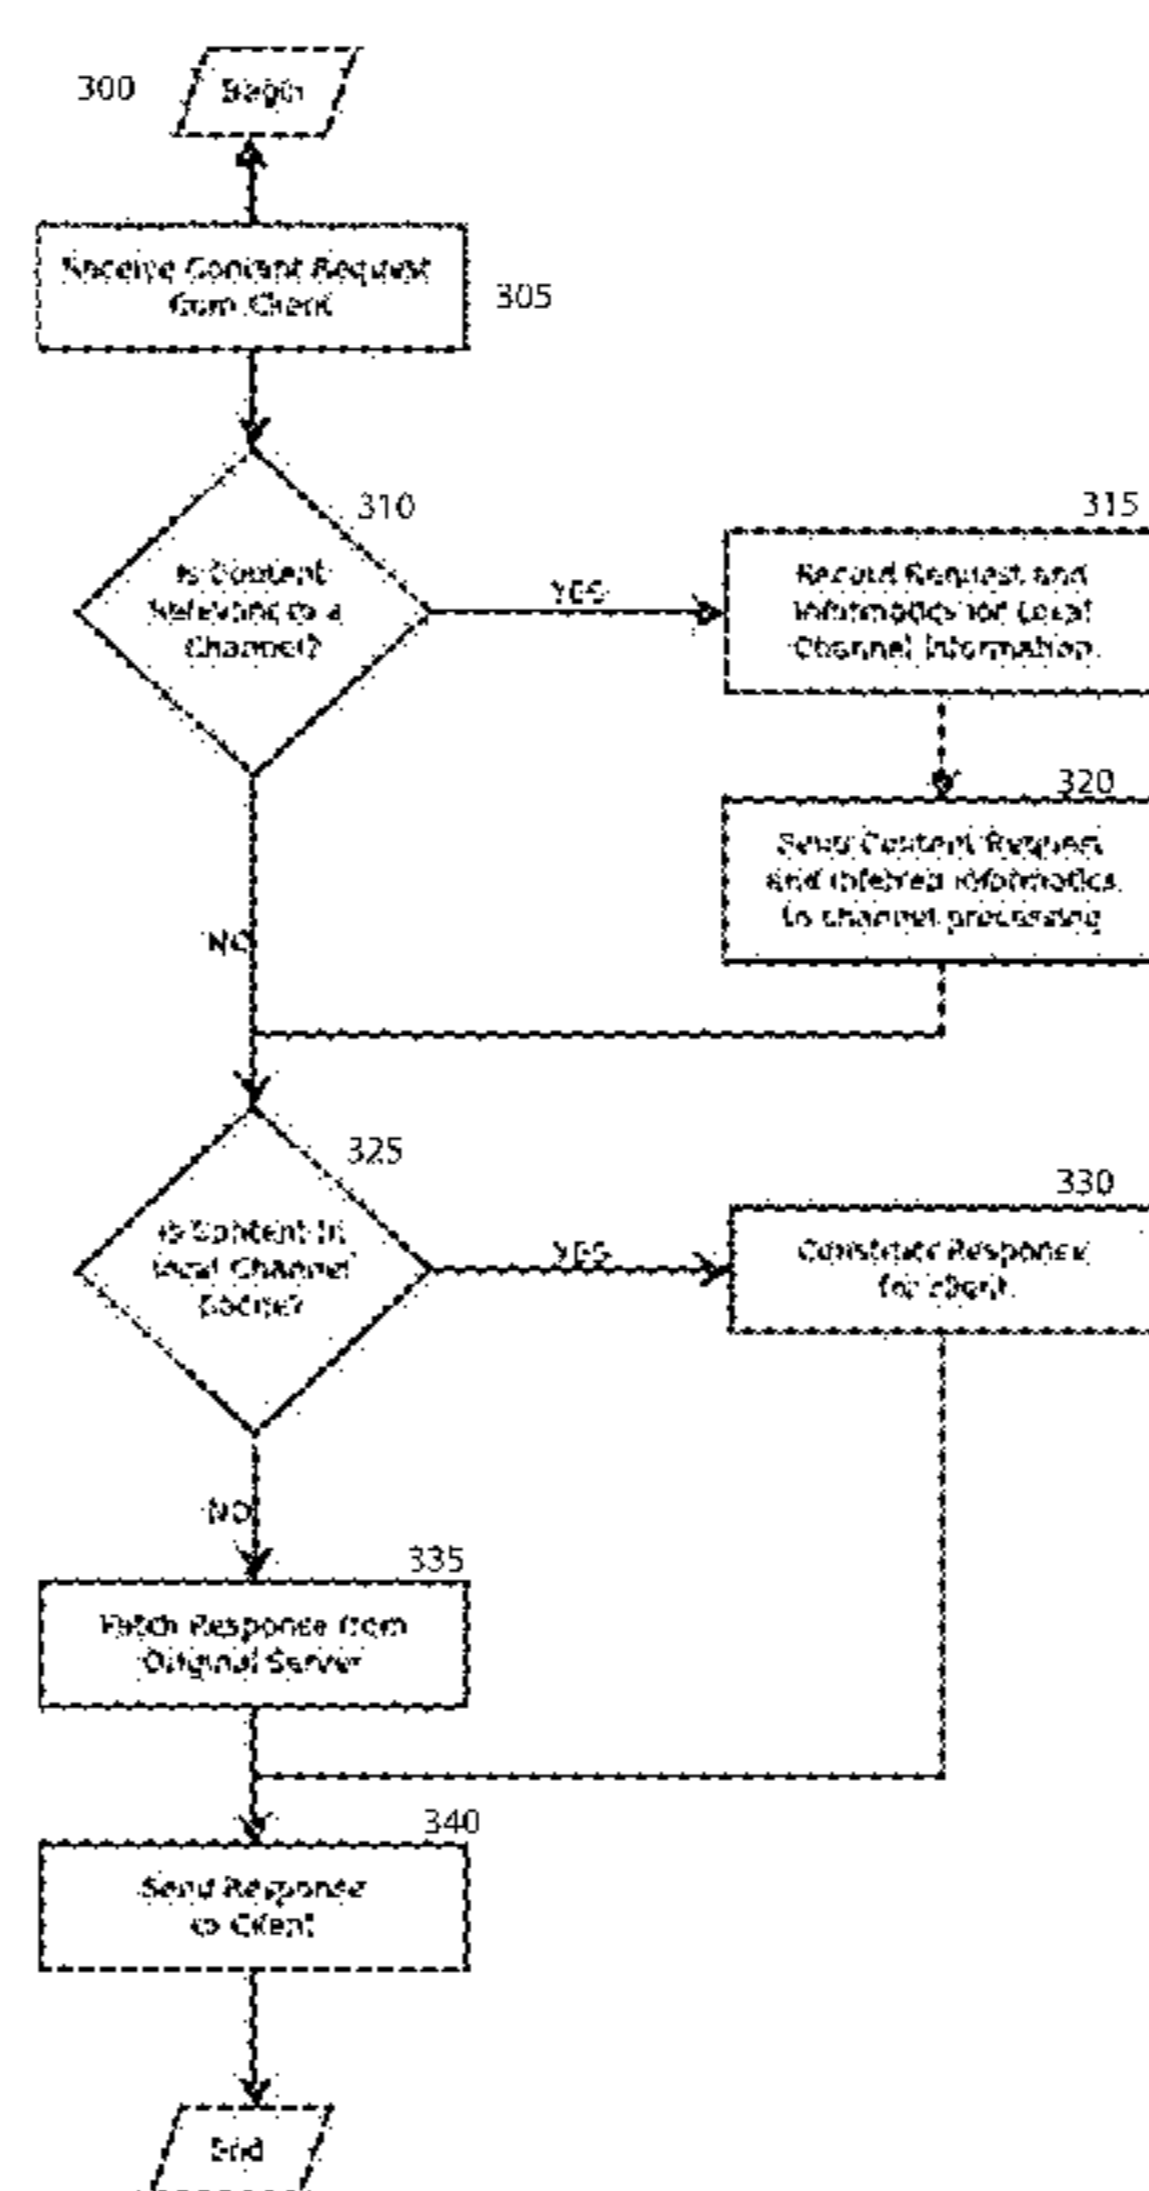 300
Begin
Receive Content Request
from Client
305
310
Is Content
Relevant to a
Channel?
YES
315
Record Request and
Informatics for Local
Channel Information
320
Send Content Request
and Inferred Informatics
to channel processing
NO
325
Is Content in
local Channel
Cache?
YES
330
Construct Response
for client
NO
335
Fetch Response from
Original Server
340
Send Response
to Client
End